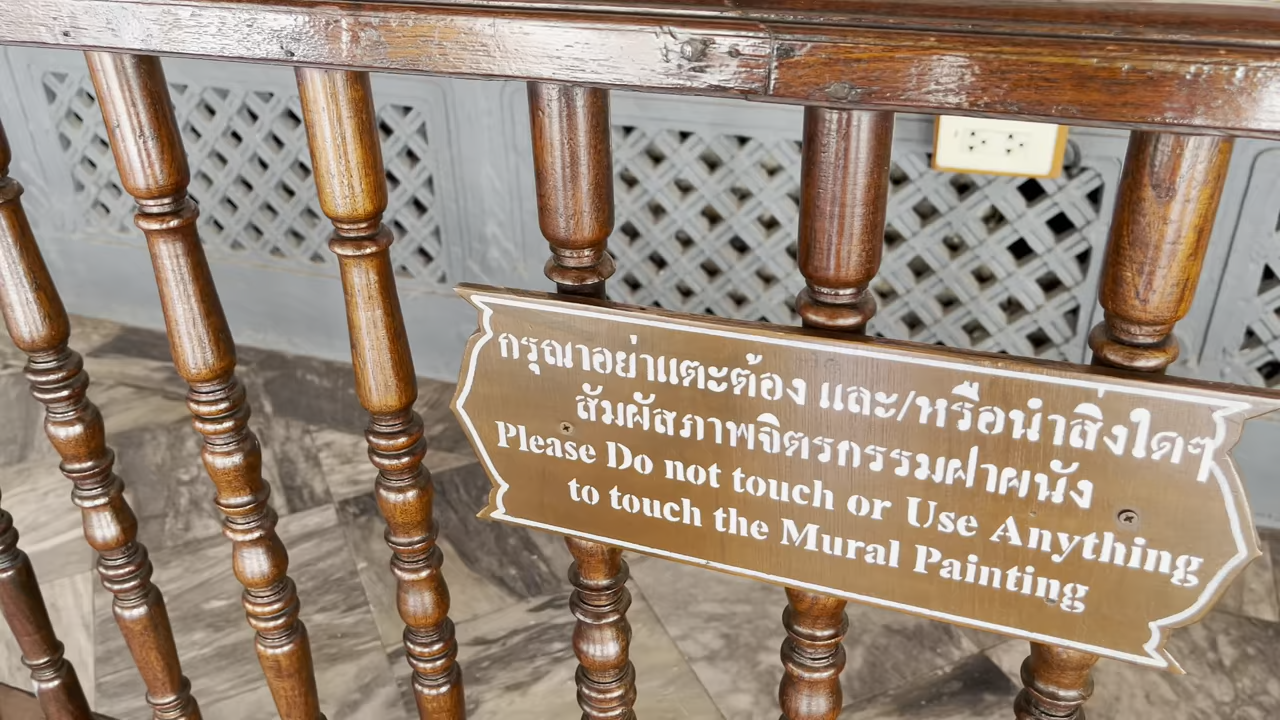 กรุณาอย่าแตะต้อง และ/หรือนำสิ่งใดๆ
สัมผัสภาพจิตรกรรมฝาผนัง
Please Do not touch or Use Anything
to touch the Mural Painting